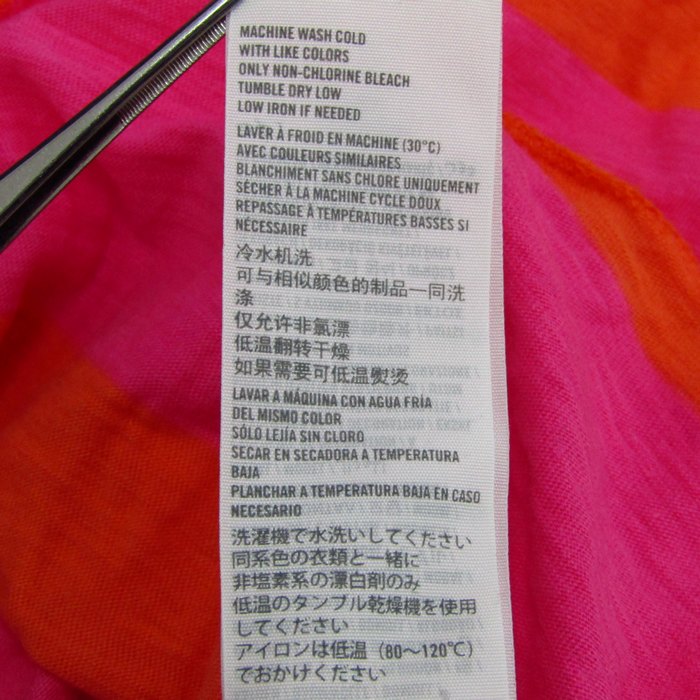 MACHINE WASH COLD
WITH LIKE COLORS
ONLY NON-CHLORINE BLEACH
TUMBLE DRY LOW
LOW IRON IF NEEDED
LAVER À FROID EN MACHINE (30°C)
AVEC COULEURS SIMILAIRES
BLANCHIMENT SANS CHLORE UNIQUEMENT
SÉCHER À LA MACHINE CYCLE DOUX
REPASSAGE À TEMPÉRATURES BASSES SI
NÉCESSAIRE
冷水机洗
可与相似颜色的制品一同洗
涤
仅允许非氯漂
低温翻转干燥
如果需要可低温熨烫
LAVAR A MÁQUINA CON AGUA FRÍA
DEL MISMO COLOR
SÓLO LEJÍA SIN CLORO
SECAR EN SECADORA A TEMPERATURA
BAJA
PLANCHAR A TEMPERATURA BAJA EN CASO
NECESARIO
洗濯機で水洗いしてください
同系色の衣類と一緒に
非塩素系の漂白剤のみ
低温のタンブル乾燥機を使用
してください
アイロンは低温（80～120℃）
でおかけください